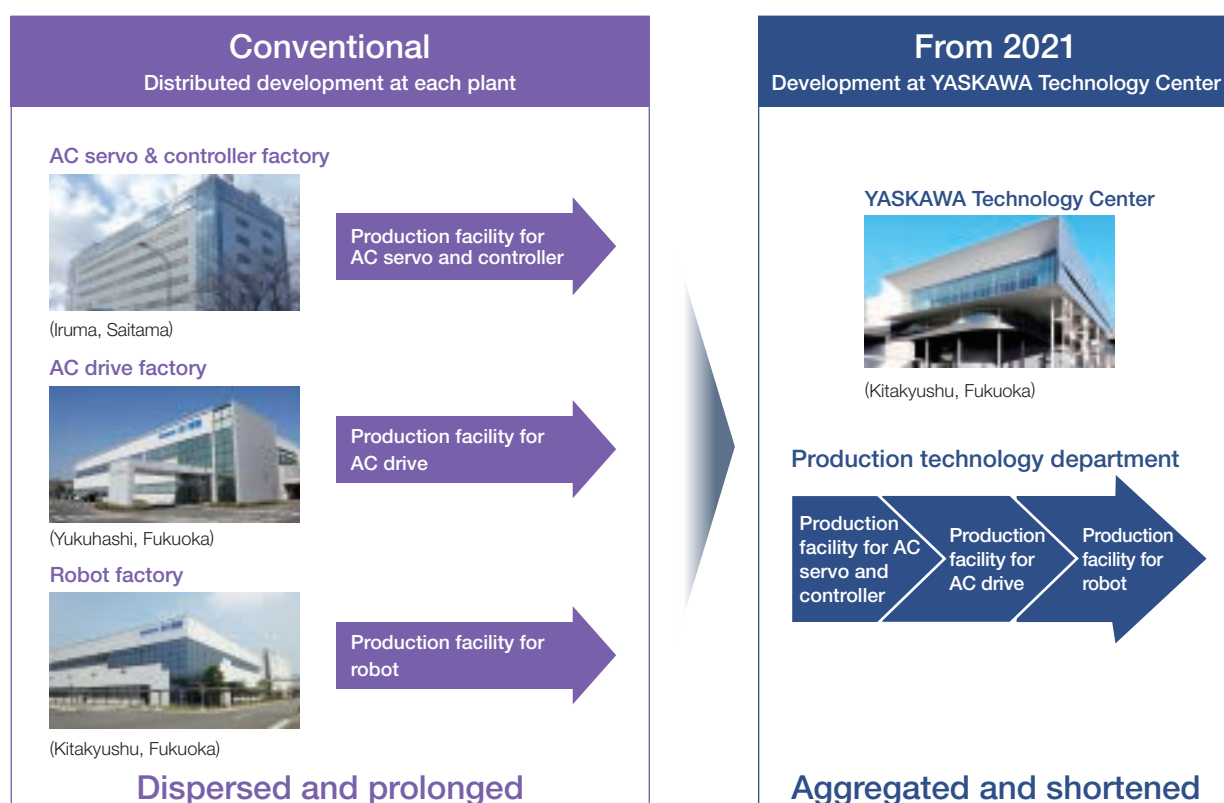 Conventional
Distributed development at each plant
AC servo & controller factory
Production facility for
AC servo and controller
(Iruma, Saitama)
AC drive factory
Production facility for
AC drive
(Yukuhashi, Fukuoka)
Robot factory
Production facility for
robot
(Kitakyushu, Fukuoka)
Dispersed and prolonged
From 2021
Development at YASKAWA Technology Center
YASKAWA Technology Center
(Kitakyushu, Fukuoka)
Production technology department
Production
facility for AC
servo and
controller
Production
facility for
AC drive
Production
facility for
robot
Aggregated and shortened